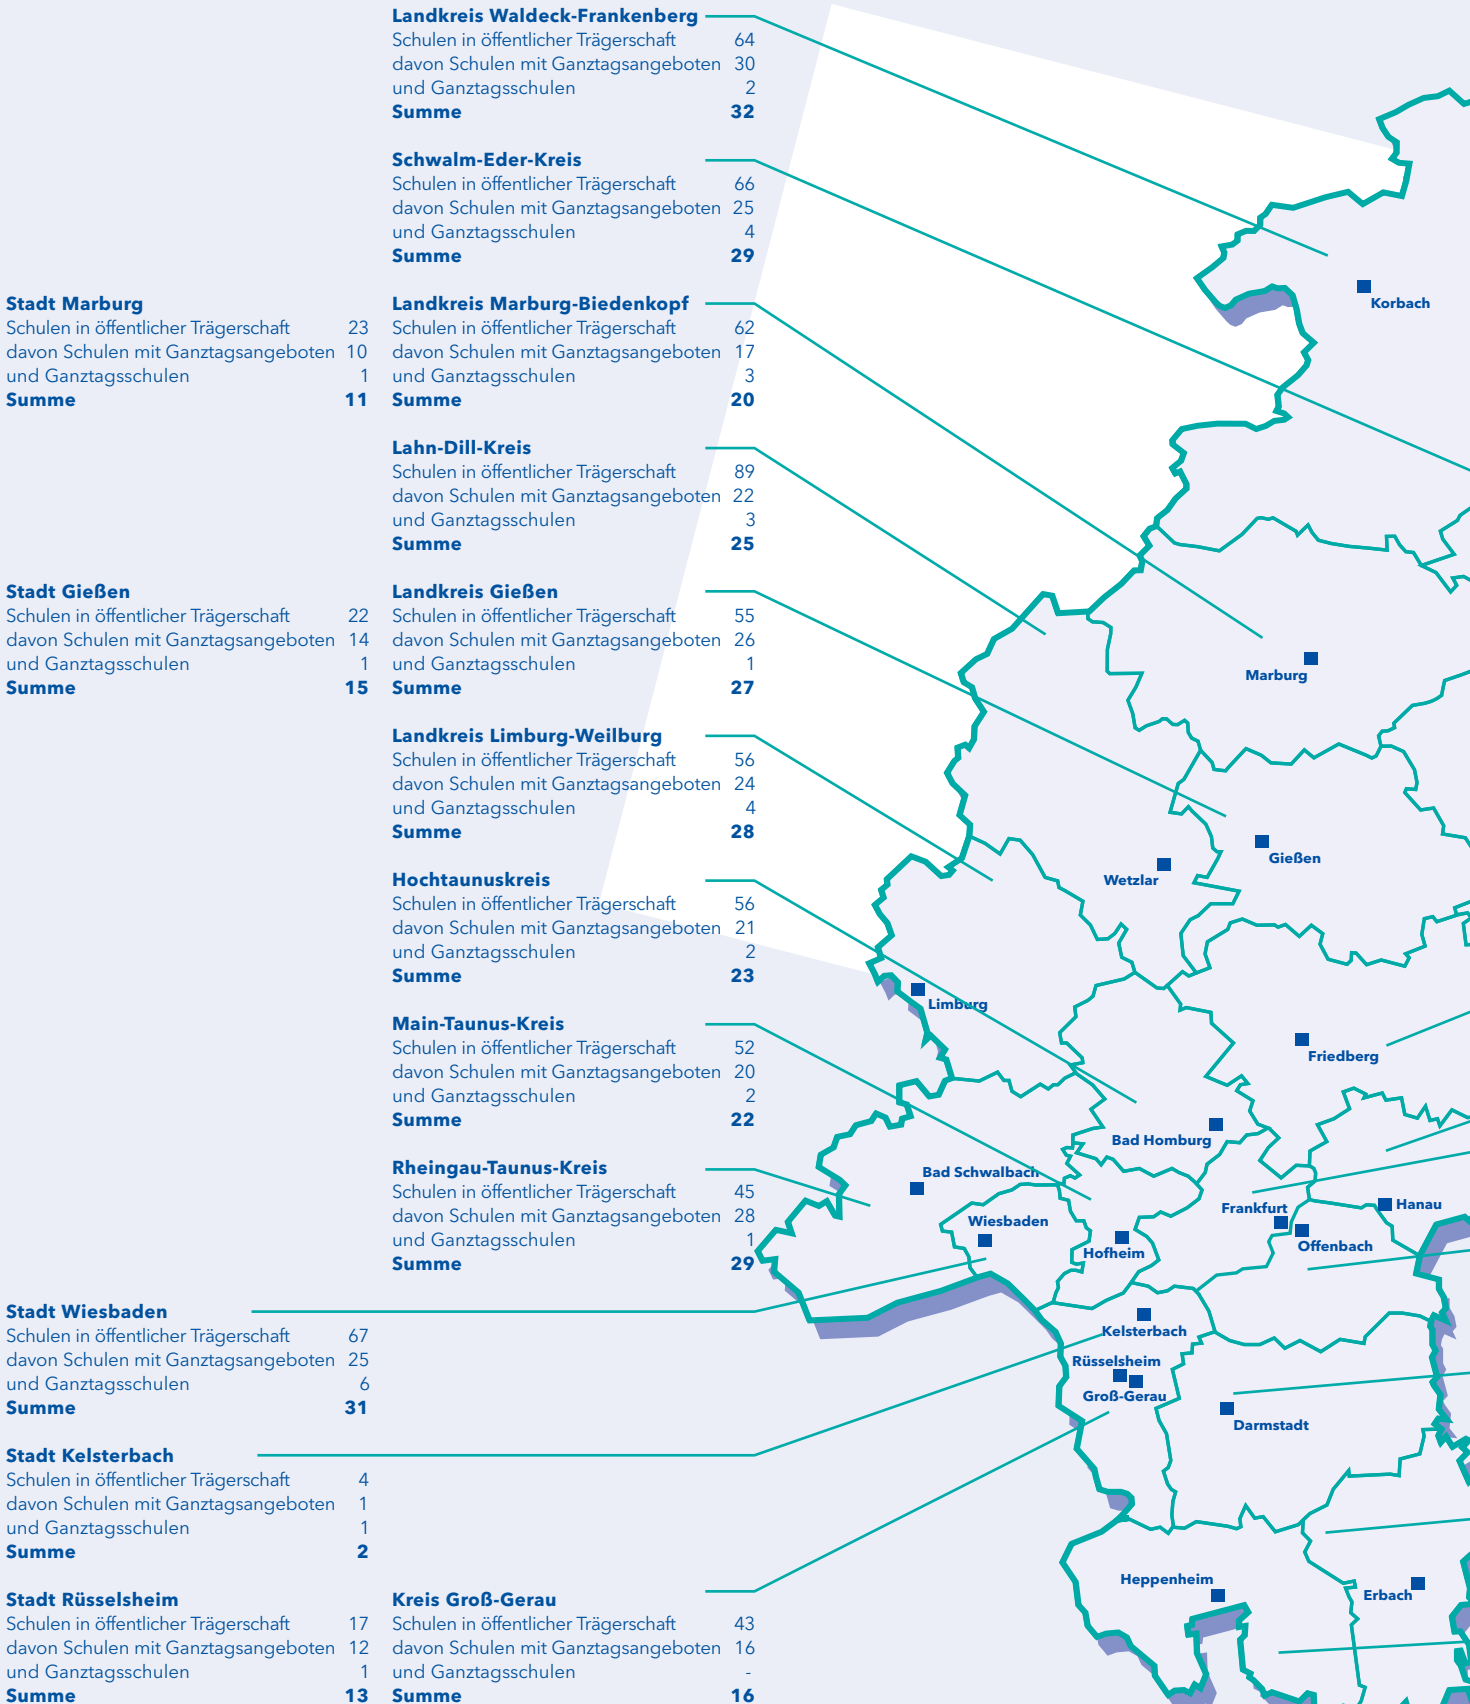 Landkreis Waldeck-Frankenberg
Schulen in öffentlicher Trägerschaft 64
davon Schulen mit Ganztagsangeboten 30
und Ganztagsschulen 2
Summe 32
Schwalm-Eder-Kreis
Schulen in öffentlicher Trägerschaft 66
davon Schulen mit Ganztagsangeboten 25
und Ganztagsschulen 4
Summe 29
Stadt Marburg
Schulen in öffentlicher Trägerschaft 23
davon Schulen mit Ganztagsangeboten 10
und Ganztagsschulen 1
Summe 11
Landkreis Marburg-Biedenkopf
Schulen in öffentlicher Trägerschaft 62
davon Schulen mit Ganztagsangeboten 17
und Ganztagsschulen 3
Summe 20
Lahn-Dill-Kreis
Schulen in öffentlicher Trägerschaft 89
davon Schulen mit Ganztagsangeboten 22
und Ganztagsschulen 3
Summe 25
Stadt Gießen
Schulen in öffentlicher Trägerschaft 22
davon Schulen mit Ganztagsangeboten 14
und Ganztagsschulen 1
Summe 15
Landkreis Gießen
Schulen in öffentlicher Trägerschaft 55
davon Schulen mit Ganztagsangeboten 26
und Ganztagsschulen 1
Summe 27
Landkreis Limburg-Weilburg
Schulen in öffentlicher Trägerschaft 56
davon Schulen mit Ganztagsangeboten 24
und Ganztagsschulen 4
Summe 28
Hochtaunuskreis
Schulen in öffentlicher Trägerschaft 56
davon Schulen mit Ganztagsangeboten 21
und Ganztagsschulen 2
Summe 23
Main-Taunus-Kreis
Schulen in öffentlicher Trägerschaft 52
davon Schulen mit Ganztagsangeboten 20
und Ganztagsschulen 2
Summe 22
Rheingau-Taunus-Kreis
Schulen in öffentlicher Trägerschaft 45
davon Schulen mit Ganztagsangeboten 28
und Ganztagsschulen 1
Summe 29
Stadt Wiesbaden
Schulen in öffentlicher Trägerschaft 67
davon Schulen mit Ganztagsangeboten 25
und Ganztagsschulen 6
Summe 31
Stadt Kelsterbach
Schulen in öffentlicher Trägerschaft 4
davon Schulen mit Ganztagsangeboten 1
und Ganztagsschulen 1
Summe 2
Stadt Rüsselsheim
Schulen in öffentlicher Trägerschaft 17
davon Schulen mit Ganztagsangeboten 12
und Ganztagsschulen 1
Summe 13
Kreis Groß-Gerau
Schulen in öffentlicher Trägerschaft 43
davon Schulen mit Ganztagsangeboten 16
und Ganztagsschulen -
Summe 16
Korbach
Marburg
Gießen
Wetzlar
Limburg
Friedberg
Bad Homburg
Bad Schwalbach
Hanau
Frankfurt
Wiesbaden
Offenbach
Hofheim
Kelsterbach
Rüsselsheim
Groß-Gerau
Darmstadt
Heppenheim
Erbach